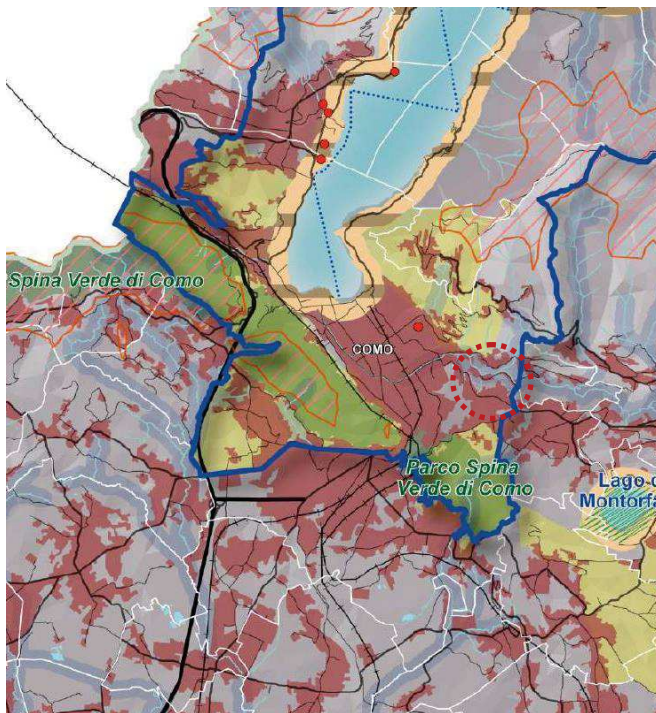 Spina Verde di Como
COMO
Parco Spina
Verde di Como
Lago d
Montorfa